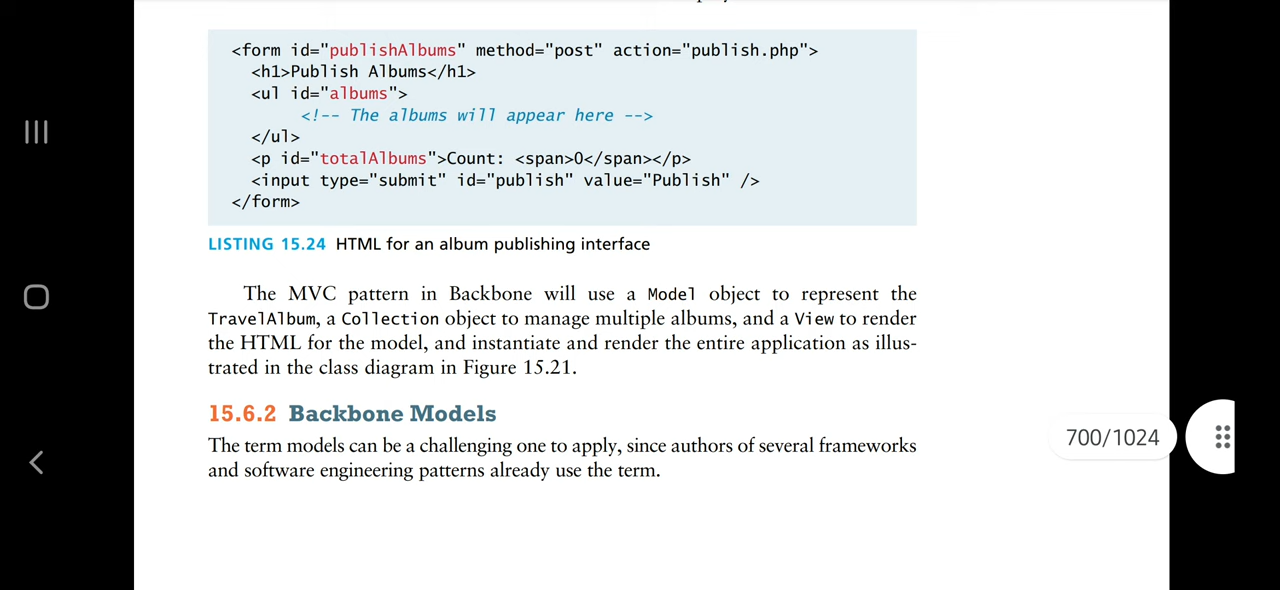 <form id="publishAlbums" method="post" action="publish.php">
<h1>Publish Albums</h1>
<ul id="albums">
<!-- The albums will appear here -->
</ul>
<p id="totalAlbums">Count: <span>0</span></p>
<input type="submit" id="publish" value="Publish" />
</form>
LISTING 15.24 HTML for an album publishing interface
The MVC pattern in Backbone will use a Model object to represent the
TravelAlbum, a Collection object to manage multiple albums, and a View to render
the HTML for the model, and instantiate and render the entire application as illus-
trated in the class diagram in Figure 15.21.
15.6.2 Backbone Models
The term models can be a challenging one to apply, since authors of several frameworks
and software engineering patterns already use the term.
700/1024